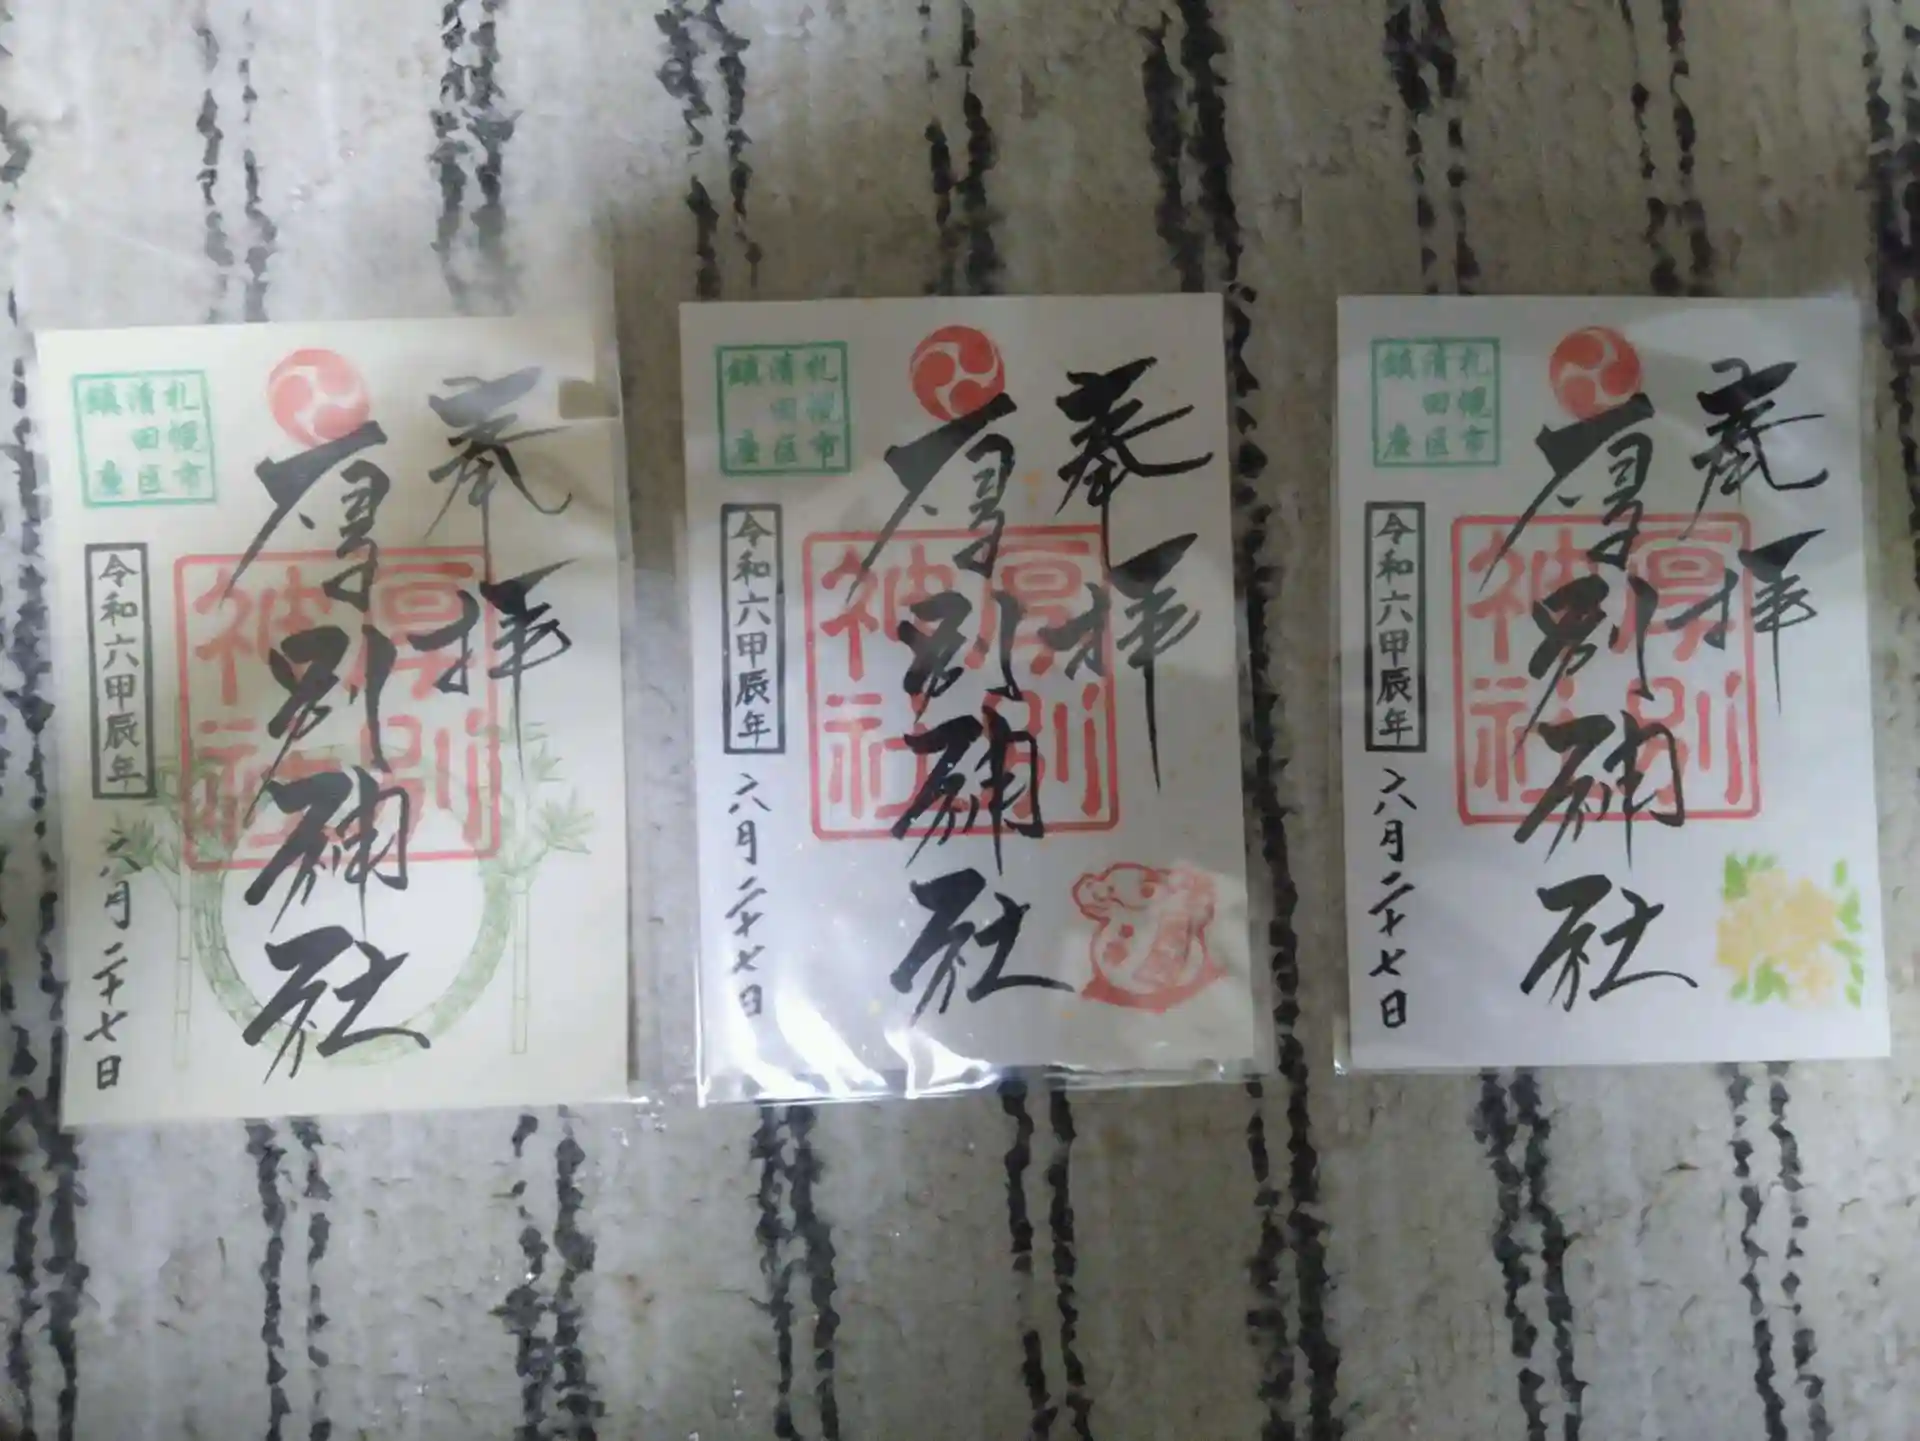 奉拝
厚別神社
厚別
神社
札幌市
清田区
鎮座
令和六甲辰年
六月二十七日
奉拝
厚別神社
厚別
神社
札幌市
清田区
鎮座
令和六甲辰年
六月二十七日
奉拝
厚別神社
厚別
神社
札幌市
清田区
鎮座
令和六甲辰年
六月二十七日